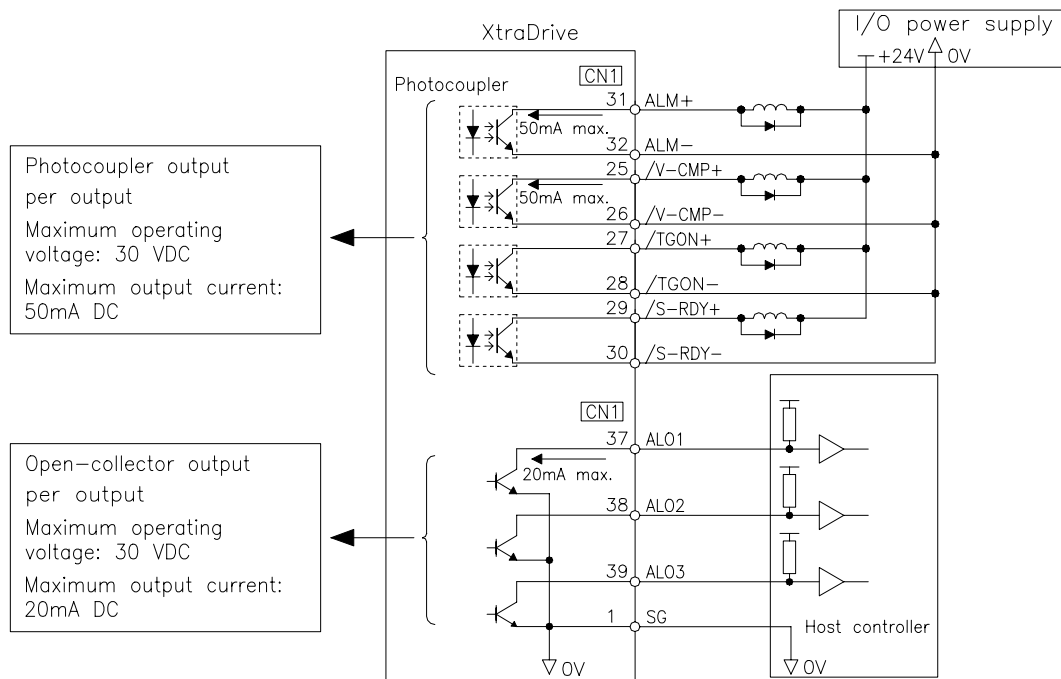 I/O power supply
+24V
0V
XtraDrive
CN1
Photocoupler
31 ALM+
50mA max.
32 ALM-
25 /V-CMP+
50mA max.
26 /V-CMP-
27 /TGON+
28 /TGON-
29 /S-RDY+
30 /S-RDY-
Photocoupler output
per output
Maximum operating
voltage: 30 VDC
Maximum output current:
50mA DC
CN1
37 ALO1
20mA max.
38 ALO2
39 ALO3
1 SG
0V
Open-collector output
per output
Maximum operating
voltage: 30 VDC
Maximum output current:
20mA DC
Host controller
0V